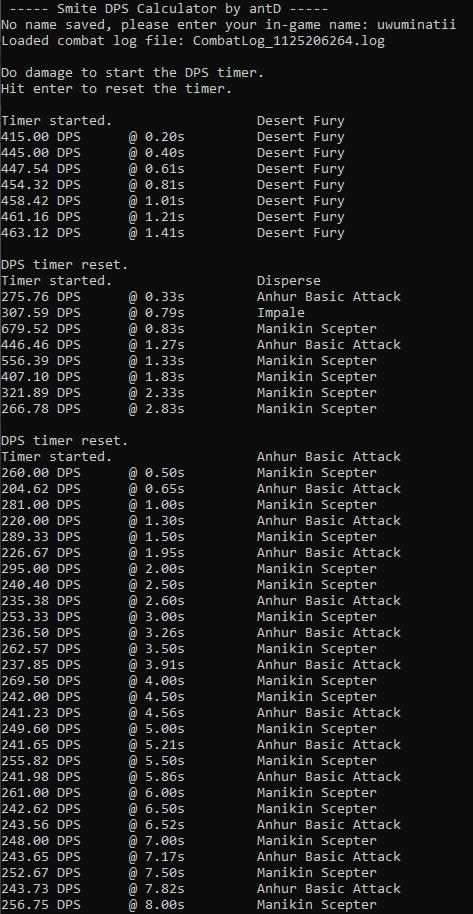 ----- Smite DPS Calculator by antD -----
No name saved, please enter your in-game name: uwuminatii
Loaded combat log file: CombatLog_1125206264.log
Do damage to start the DPS timer.
Hit enter to reset the timer.
Timer started. Desert Fury
415.00 DPS @ 0.20s Desert Fury
445.00 DPS @ 0.40s Desert Fury
447.54 DPS @ 0.61s Desert Fury
454.32 DPS @ 0.81s Desert Fury
458.42 DPS @ 1.01s Desert Fury
461.16 DPS @ 1.21s Desert Fury
463.12 DPS @ 1.41s Desert Fury
DPS timer reset.
Timer started. Disperse
275.76 DPS @ 0.33s Anhur Basic Attack
307.59 DPS @ 0.79s Impale
679.52 DPS @ 0.83s Manikin Scepter
446.46 DPS @ 1.27s Anhur Basic Attack
556.39 DPS @ 1.33s Manikin Scepter
407.10 DPS @ 1.83s Manikin Scepter
321.89 DPS @ 2.33s Manikin Scepter
266.78 DPS @ 2.83s Manikin Scepter
DPS timer reset.
Timer started. Anhur Basic Attack
260.00 DPS @ 0.50s Manikin Scepter
204.62 DPS @ 0.65s Anhur Basic Attack
281.00 DPS @ 1.00s Manikin Scepter
220.00 DPS @ 1.30s Anhur Basic Attack
289.33 DPS @ 1.50s Manikin Scepter
226.67 DPS @ 1.95s Anhur Basic Attack
295.00 DPS @ 2.00s Manikin Scepter
240.40 DPS @ 2.50s Manikin Scepter
235.38 DPS @ 2.60s Anhur Basic Attack
253.33 DPS @ 3.00s Manikin Scepter
236.50 DPS @ 3.26s Anhur Basic Attack
262.57 DPS @ 3.50s Manikin Scepter
237.85 DPS @ 3.91s Anhur Basic Attack
269.50 DPS @ 4.00s Manikin Scepter
242.00 DPS @ 4.50s Manikin Scepter
241.23 DPS @ 4.56s Anhur Basic Attack
249.60 DPS @ 5.00s Manikin Scepter
241.65 DPS @ 5.21s Anhur Basic Attack
255.82 DPS @ 5.50s Manikin Scepter
241.98 DPS @ 5.86s Anhur Basic Attack
261.00 DPS @ 6.00s Manikin Scepter
242.62 DPS @ 6.50s Manikin Scepter
243.56 DPS @ 6.52s Anhur Basic Attack
248.00 DPS @ 7.00s Manikin Scepter
243.65 DPS @ 7.17s Anhur Basic Attack
252.67 DPS @ 7.50s Manikin Scepter
243.73 DPS @ 7.82s Anhur Basic Attack
256.75 DPS @ 8.00s Manikin Scepter